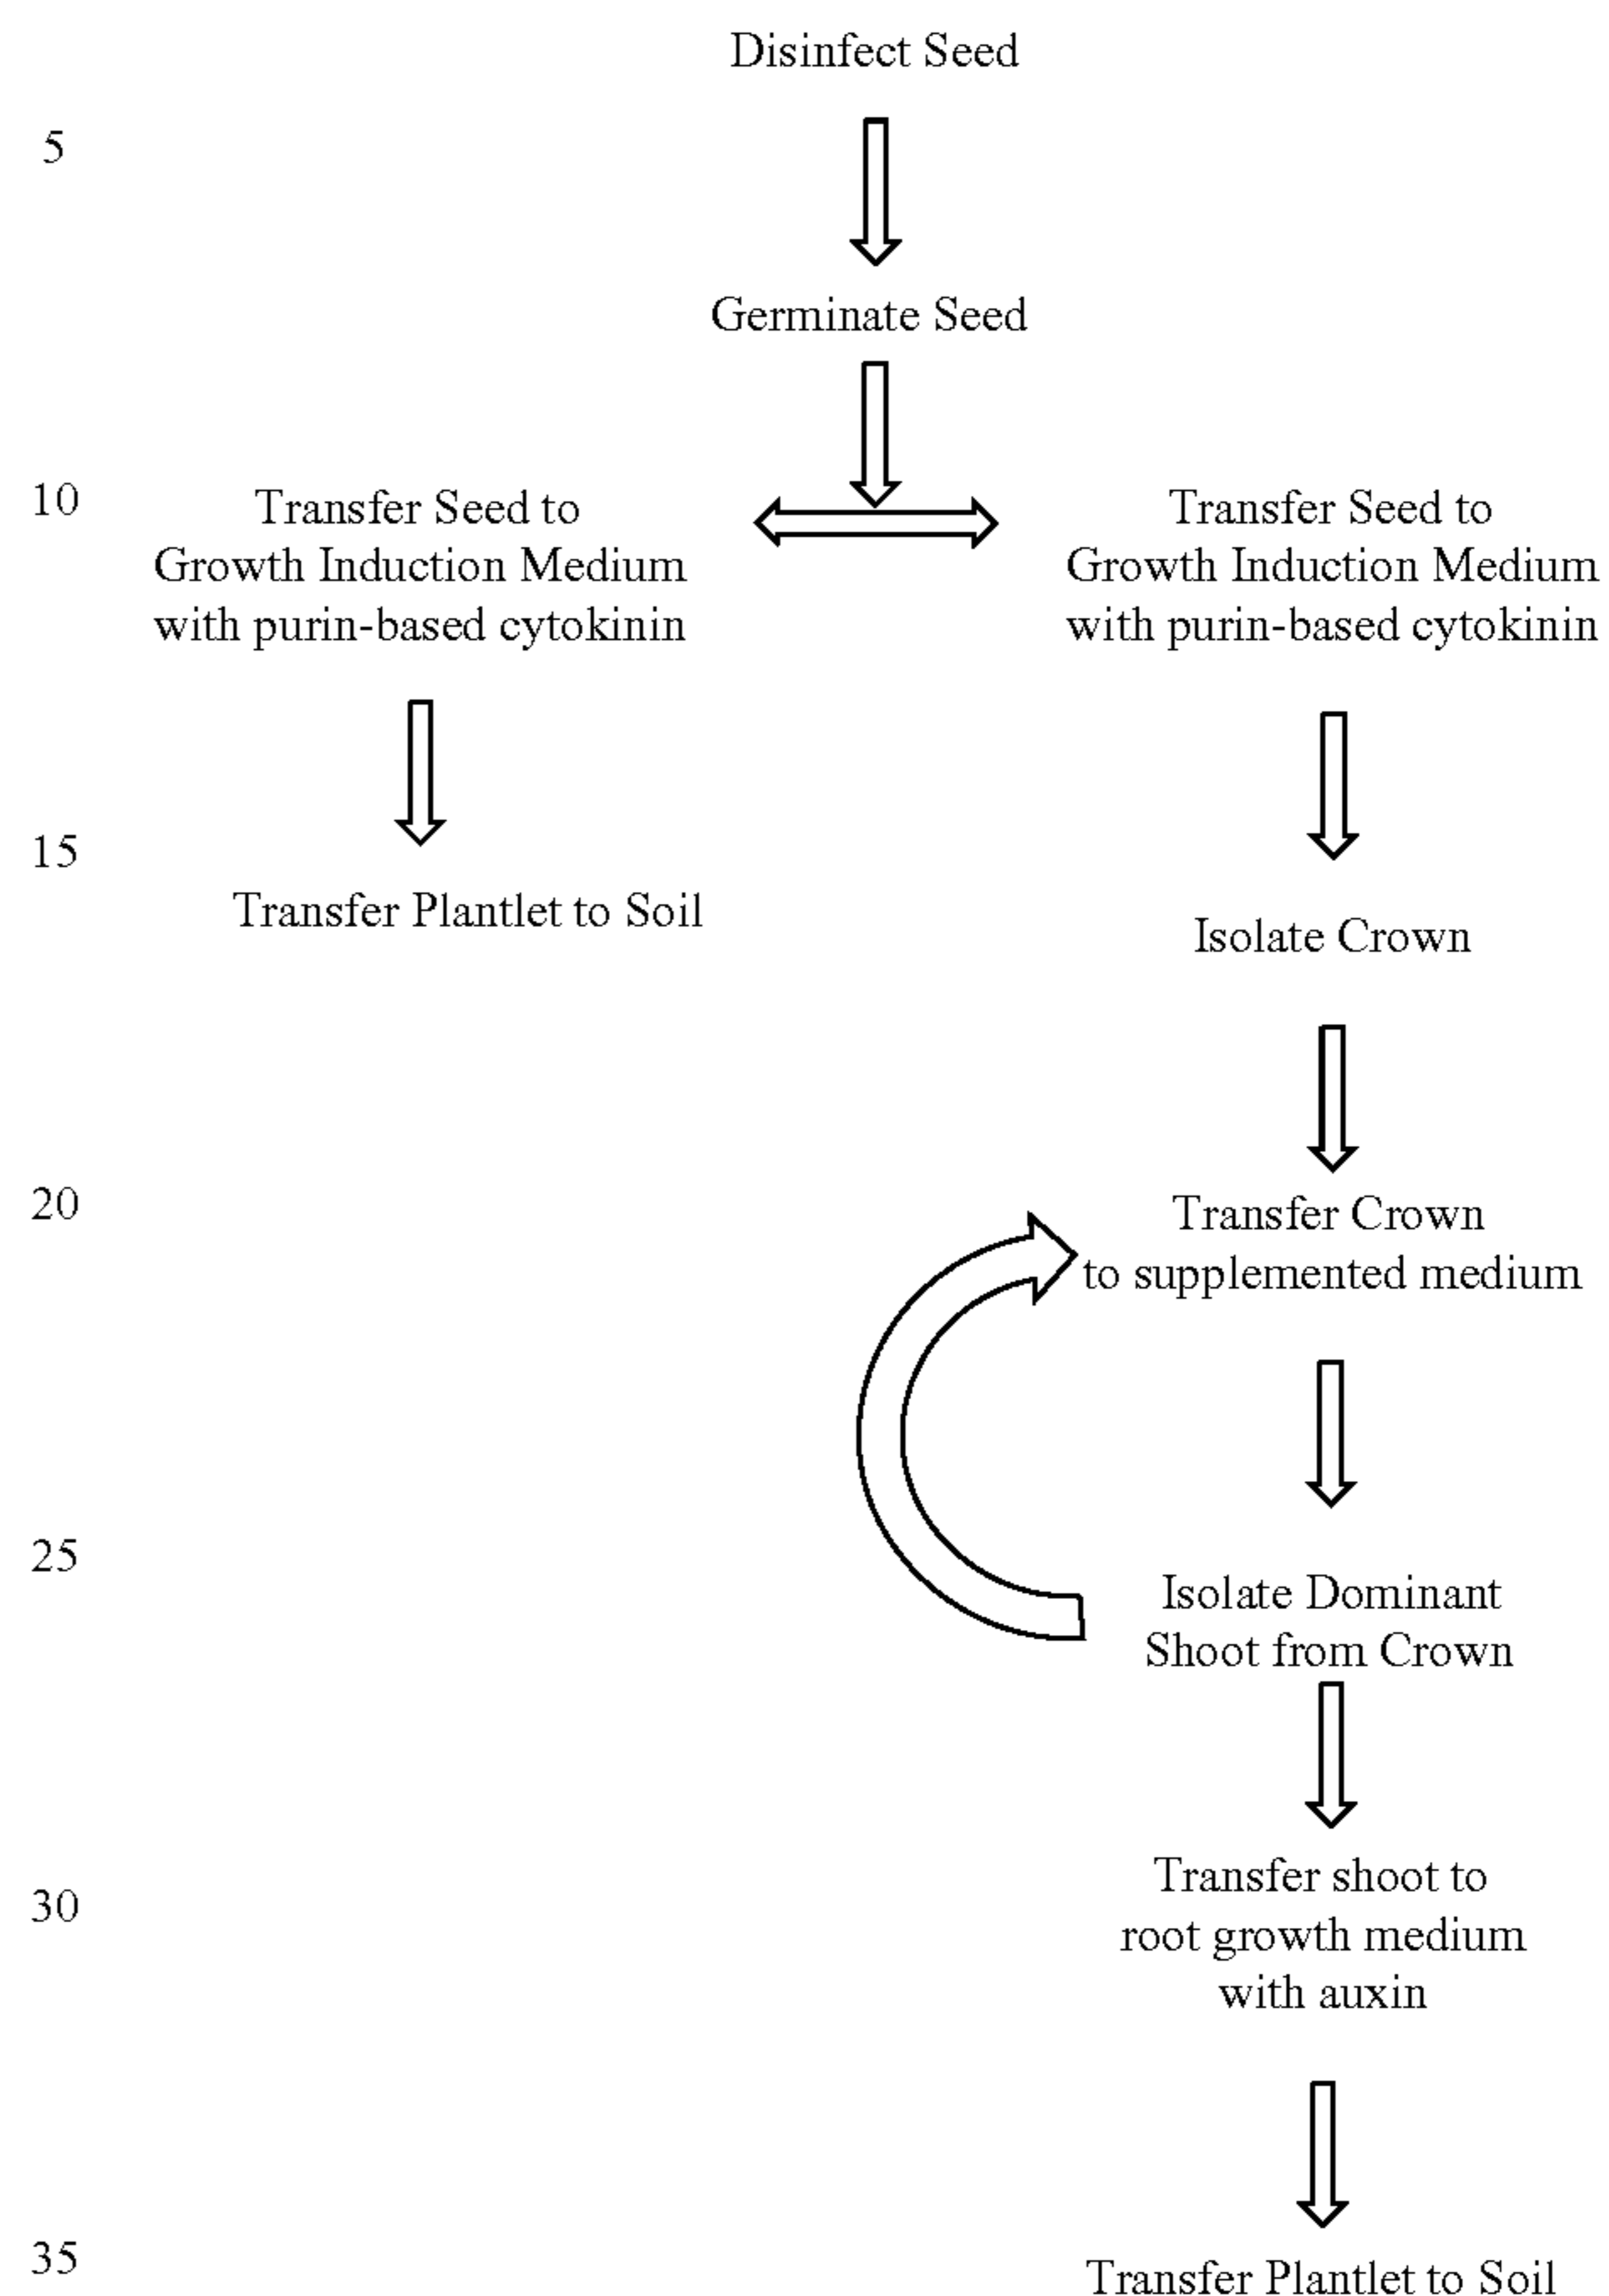 Disinfect Seed
5
Germinate Seed
10
Transfer Seed to
Growth Induction Medium
with purin-based cytokinin
Transfer Seed to
Growth Induction Medium
with purin-based cytokinin
15
Transfer Plantlet to Soil
Isolate Crown
20
Transfer Crown
to supplemented medium
25
Isolate Dominant
Shoot from Crown
30
Transfer shoot to
root growth medium
with auxin
35
Transfer Plantlet to Soil